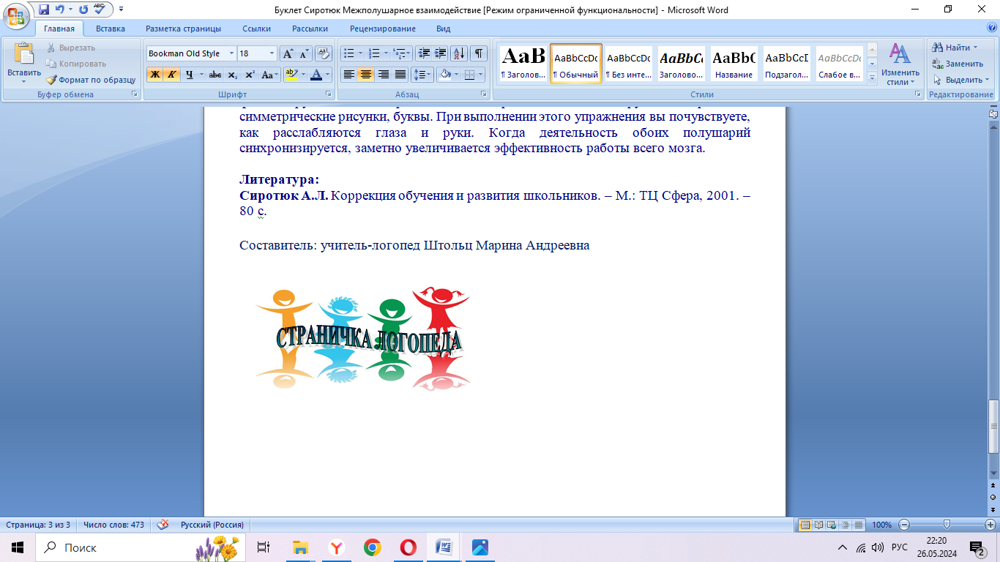 Буклет Сиротюк Межполушарное взаимодействие [Режим ограниченной функциональности] - Microsoft Word
Главная Вставка Разметка страницы Ссылки Рассылки Рецензирование Вид
Вставить
Вырезать
Копировать
Формат по образцу
Буфер обмена
Bookman Old Style 18
Ж К Ч abc x₂ x² Aa
Шрифт
Абзац
АаВ AaBbCcDc AaBbCcDc AaBbCc AaBbC AaBbCcI AaBbCcDc
¶ Заголов... ¶ Обычный ¶ Без инте... Заголово... Название Подзагол... Слабое в...
Стили
Изменить стили
Найти
Заменить
Выделить
Редактирование
симметрические рисунки, буквы. При выполнении этого упражнения вы почувствуете,
как расслабляются глаза и руки. Когда деятельность обоих полушарий
синхронизируется, заметно увеличивается эффективность работы всего мозга.
Литература:
Сиротюк А.Л. Коррекция обучения и развития школьников. – М.: ТЦ Сфера, 2001. –
80 с.
Составитель: учитель-логопед Штольц Марина Андреевна
СТРАНИЧКА ЛОГОПЕДА
Страница: 3 из 3 Число слов: 473 Русский (Россия) 100%
Поиск
РУС
22:20
26.05.2024
2